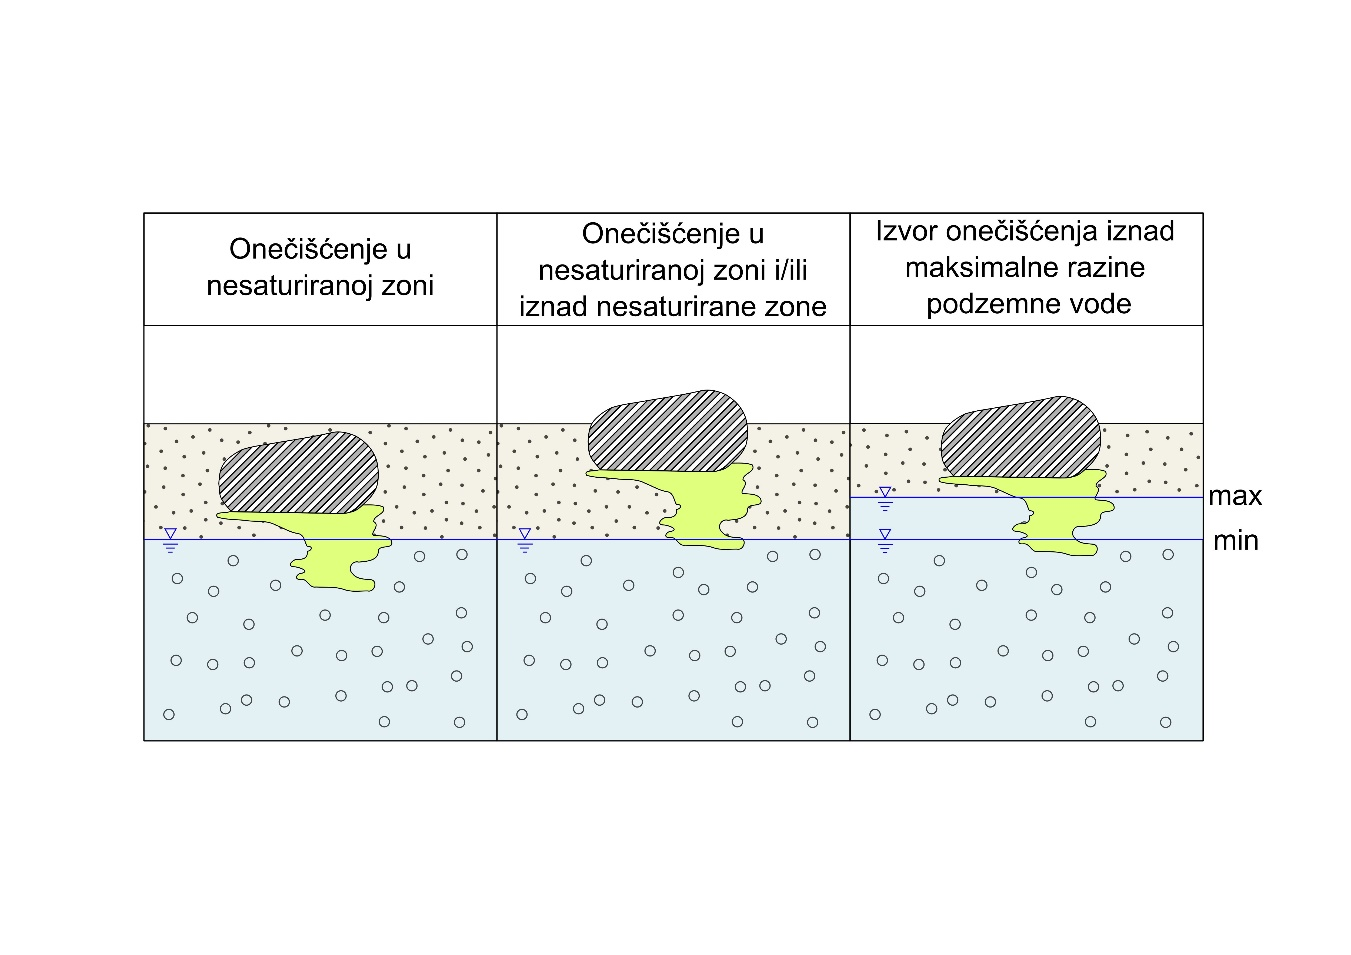 Onečišćenje u
nesaturiranoj zoni
Onečišćenje u
nesaturiranoj zoni i/ili
iznad nesaturirane zone
Izvor onečišćenja iznad
maksimalne razine
podzemne vode
max
min